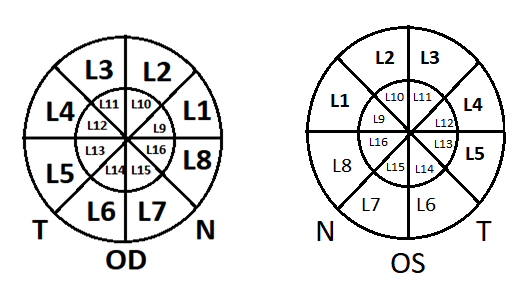 L3 L2
L4 L11 L10 L1
L12 L9
L5 L13 L16 L8
L14 L15
L6 L7
T N
OD
L2 L3
L1 L10 L11 L4
L9 L12
L8 L16 L13 L5
L15 L14
L7 L6
N T
OS